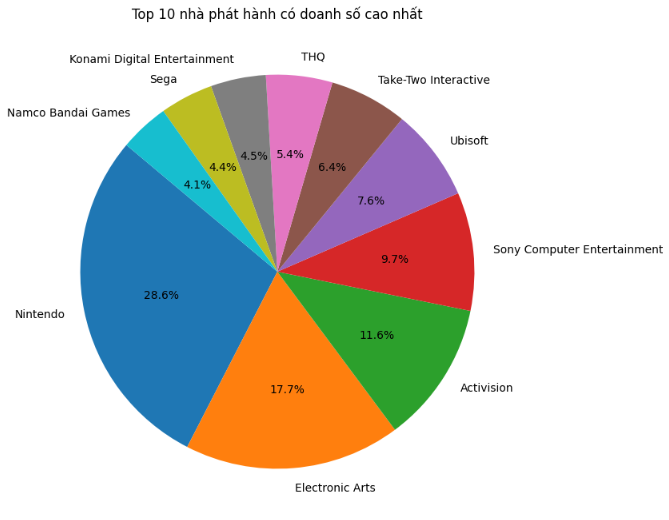 Top 10 nhà phát hành có doanh số cao nhất
THQ
Konami Digital Entertainment
Sega
Take-Two Interactive
Namco Bandai Games
Ubisoft
5.4%
4.5%
4.4%
6.4%
4.1%
7.6%
Sony Computer Entertainment
9.7%
28.6%
Nintendo
11.6%
Activision
17.7%
Electronic Arts